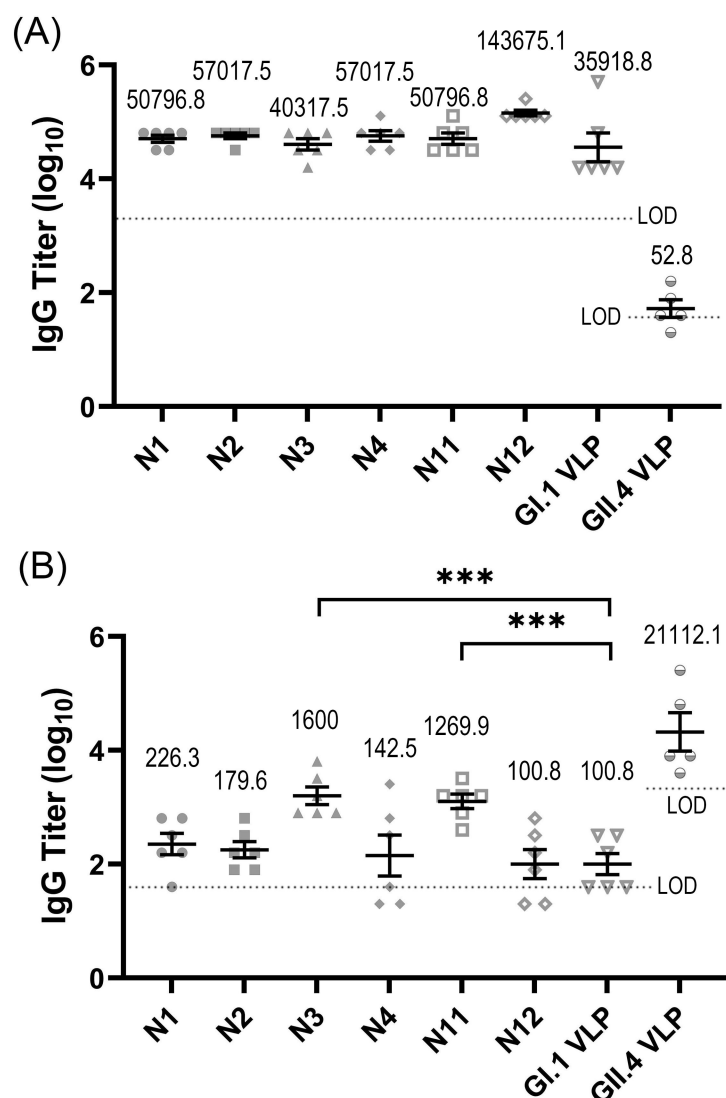 (A)
IgG Titer (log10)
6
4
2
0
50796.8
57017.5
40317.5
57017.5
50796.8
143675.1
35918.8
52.8
LOD
LOD
N1
N2
N3
N4
N11
N12
GI.1 VLP
GII.4 VLP
(B)
IgG Titer (log10)
6
4
2
0
***
***
226.3
179.6
1600
142.5
1269.9
100.8
100.8
21112.1
LOD
LOD
N1
N2
N3
N4
N11
N12
GI.1 VLP
GII.4 VLP